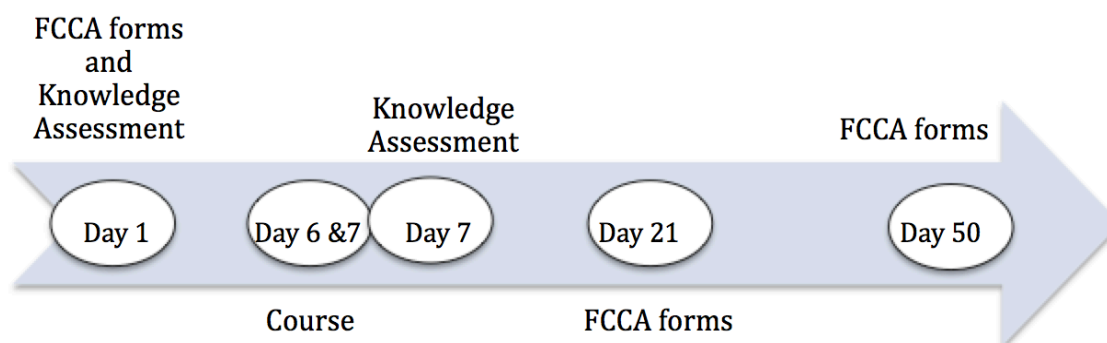 FCCA forms
and
Knowledge
Assessment
Knowledge
Assessment
FCCA forms
Day 1
Day 6 &7
Day 7
Day 21
Day 50
Course
FCCA forms